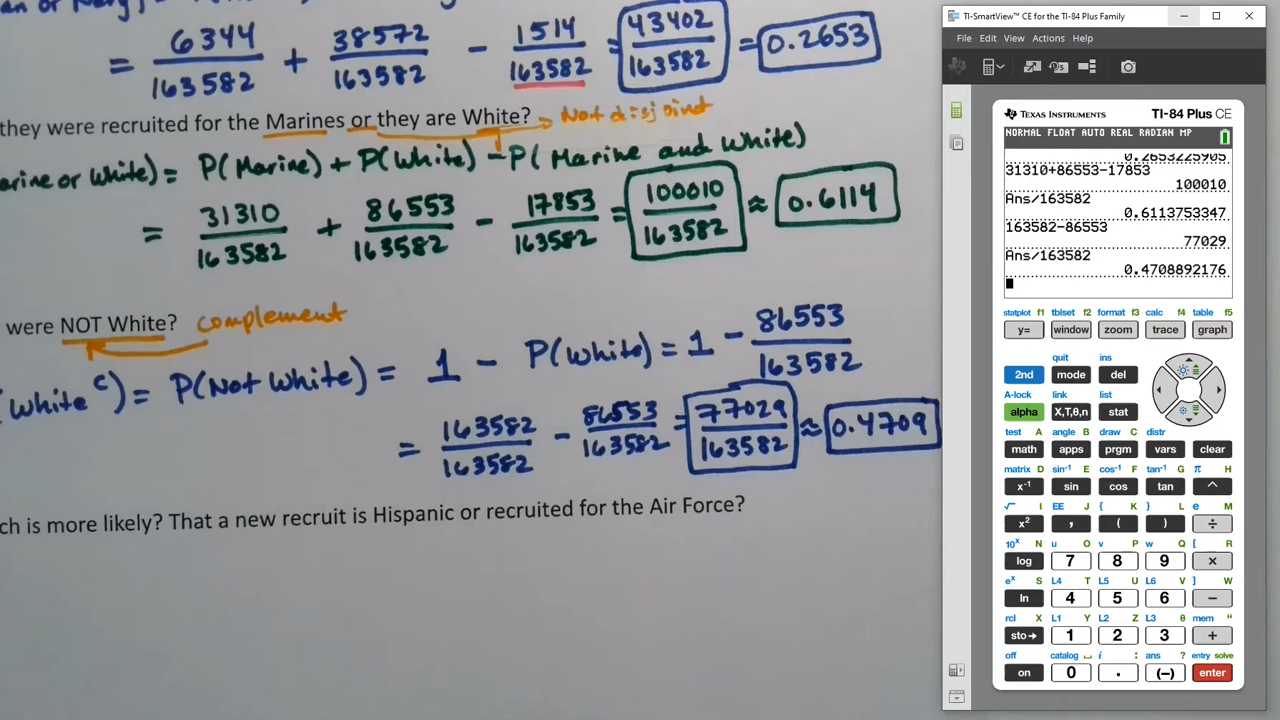 an or Navy) =
= 6344/163582 + 38572/163582 - 1514/163582 = 43402/163582 = 0.2653
they were recruited for the Marines or they are White? → Not disjoint
arine or White) = P(Marine) + P(White) - P(Marine and White)
= 31310/163582 + 86553/163582 - 17853/163582 = 100010/163582 ≈ 0.6114
were NOT White? complement
(White^c) = P(Not White) = 1 - P(White) = 1 - 86553/163582
= 163582/163582 - 86553/163582 = 77029/163582 ≈ 0.4709
ch is more likely? That a new recruit is Hispanic or recruited for the Air Force?
TI-SmartView™ CE for the TI-84 Plus Family
File Edit View Actions Help
TEXAS INSTRUMENTS TI-84 Plus CE
NORMAL FLOAT AUTO REAL RADIAN MP
0.2653225905
31310+86553-17853
100010
Ans/163582
0.6113753347
163582-86553
77029
Ans/163582
0.4708892176
statplot f1 tblset f2 format f3 calc f4 table f5
y= window zoom trace graph
quit ins
2nd mode del
A-lock link list
alpha X,T,θ,n stat
test A angle B draw C distr
math apps prgm vars clear
matrix D sin⁻¹ E cos⁻¹ F tan⁻¹ G π H
x⁻¹ sin cos tan ^
√ I EE J { K } L e M
x² , ( ) ÷
10ˣ N u O v P w Q [ R
log 7 8 9 ×
eˣ S L4 T L5 U L6 V ] W
ln 4 5 6 −
rcl X L1 Y L2 Z L3 θ mem "
sto→ 1 2 3 +
off catalog i : ans ? entry solve
on 0 . (−) enter